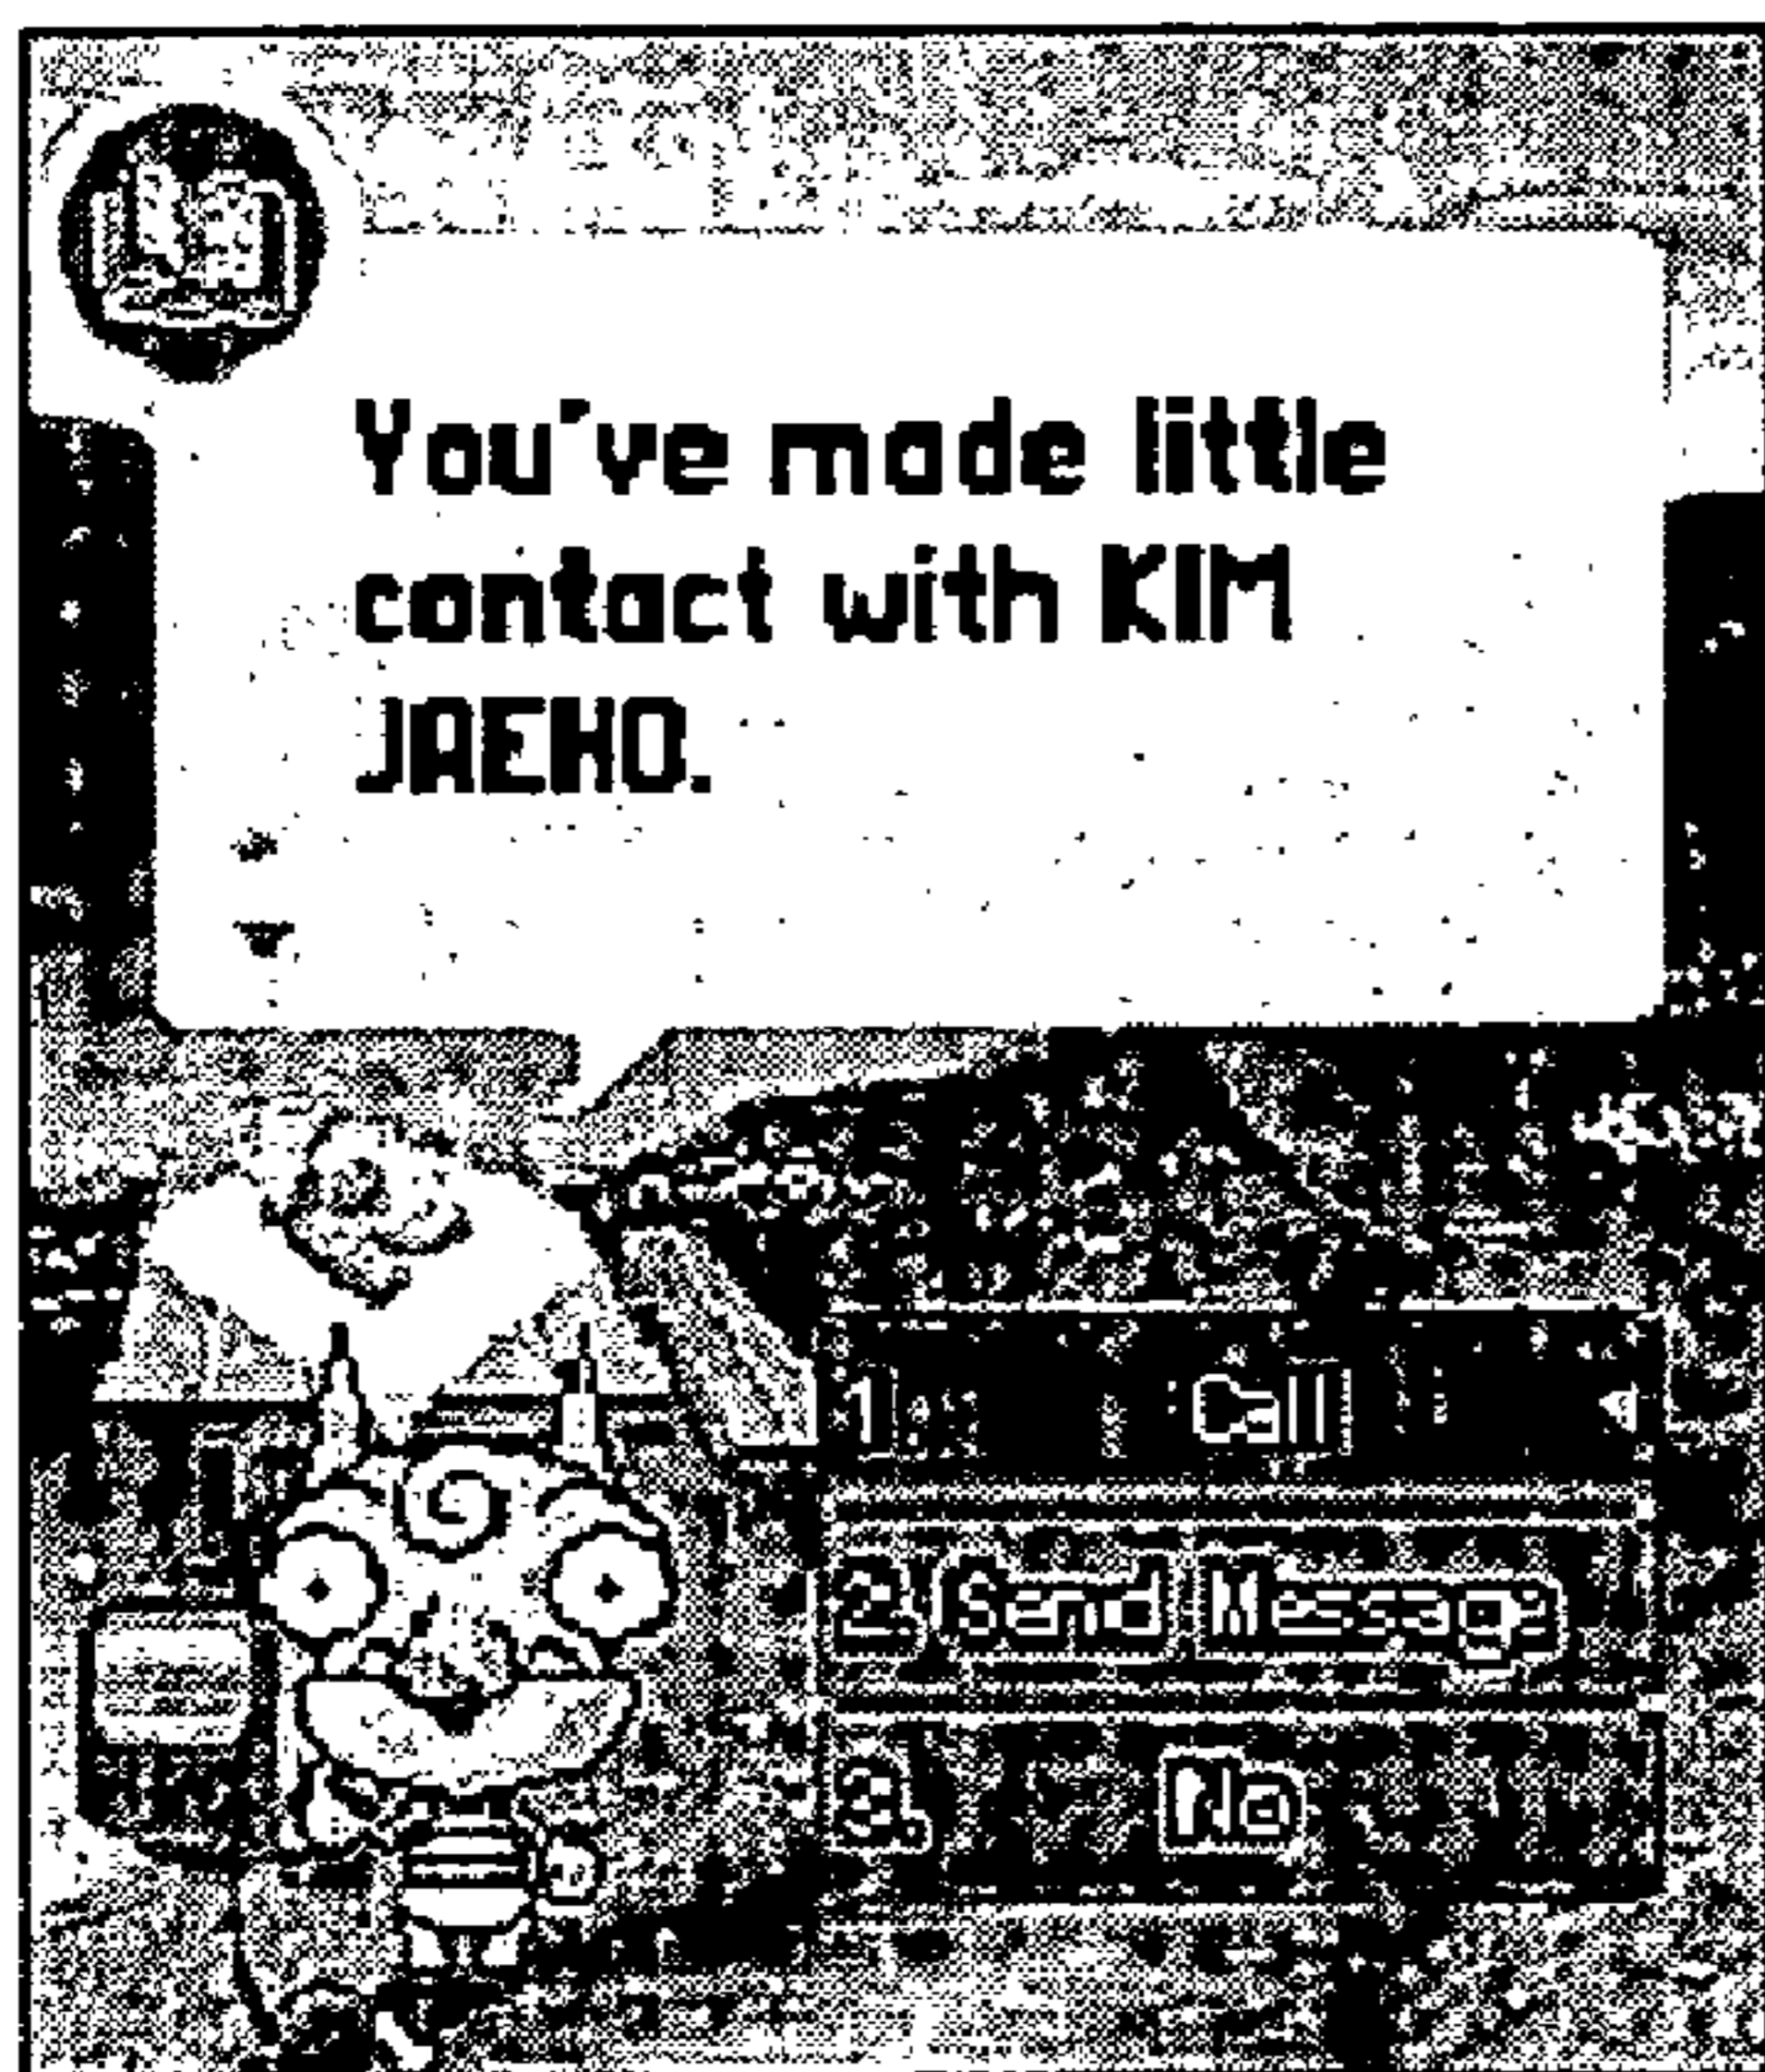 You've made little
contact with KIM
JAEHO.
1. Call
2. Send Message
3. No